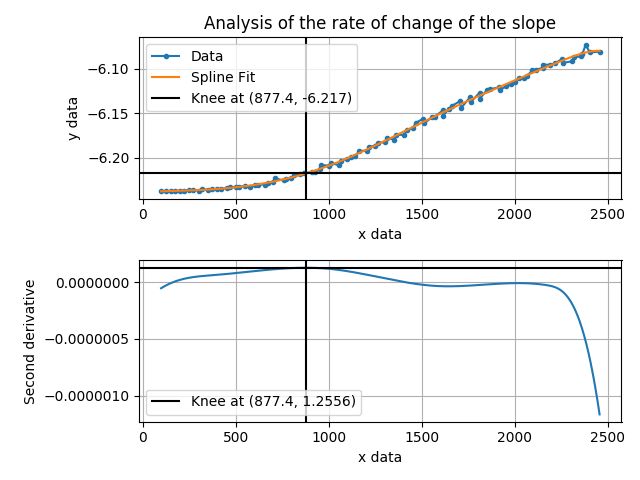 Analysis of the rate of change of the slope
y data
−6.10
−6.15
−6.20
Data
Spline Fit
Knee at (877.4, -6.217)
0
500
1000
1500
2000
2500
x data
Second derivative
0.0000000
−0.0000005
−0.0000010
Knee at (877.4, 1.2556)
0
500
1000
1500
2000
2500
x data